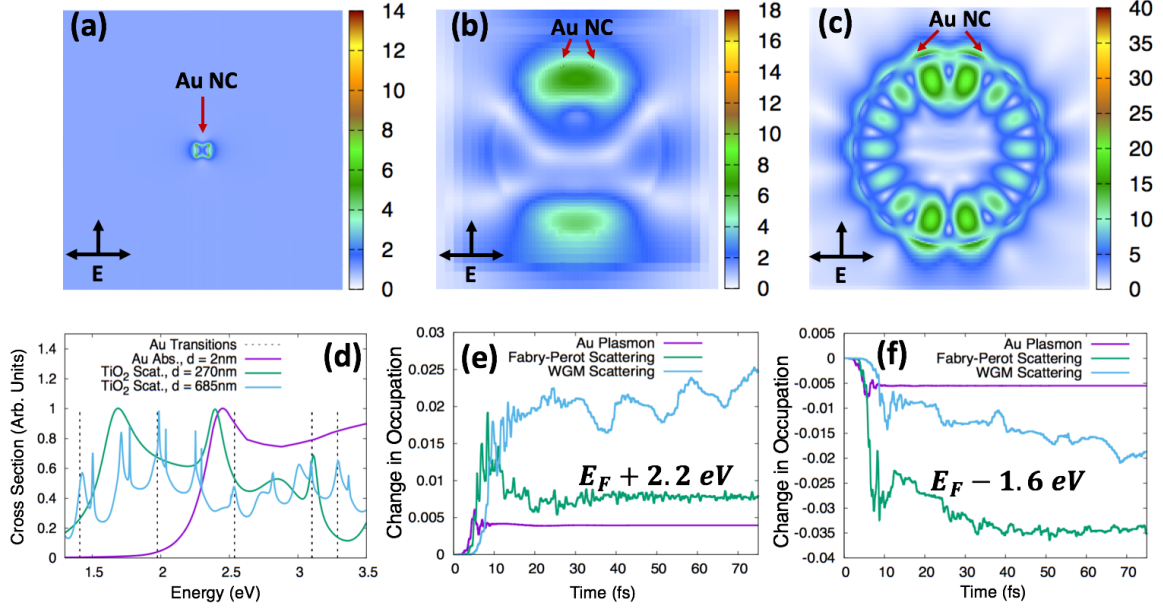 (a)
Au NC
E
14
12
10
8
6
4
2
0
(b)
Au NC
E
18
16
14
12
10
8
6
4
2
0
(c)
Au NC
E
40
35
30
25
20
15
10
5
0
(d)
Au Transitions
Au Abs., d = 2nm
TiO2 Scat., d = 270nm
TiO2 Scat., d = 685nm
Cross Section (Arb. Units)
1.4
1.2
1
0.8
0.6
0.4
0.2
0
1.5 2 2.5 3 3.5
Energy (eV)
(e)
Au Plasmon
Fabry-Perot Scattering
WGM Scattering
Change in Occupation
0.03
0.025
0.02
0.015
0.01
0.005
0
E_F + 2.2 eV
0 10 20 30 40 50 60 70
Time (fs)
(f)
Au Plasmon
Fabry-Perot Scattering
WGM Scattering
Change in Occupation
0.005
0
-0.005
-0.01
-0.015
-0.02
-0.025
-0.03
-0.035
-0.04
E_F − 1.6 eV
0 10 20 30 40 50 60 70
Time (fs)